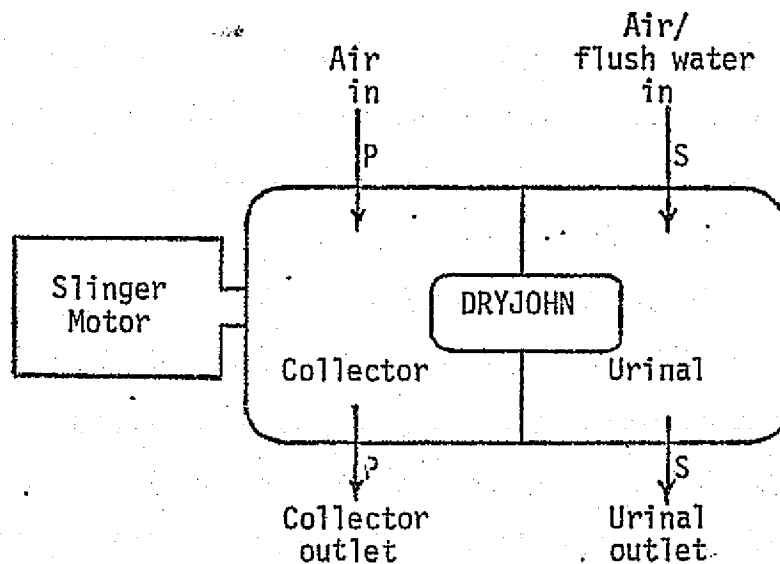 Air
in
Air/
flush water
in
P
S
Slinger
Motor
DRYJOHN
Collector
Urinal
P
S
Collector
outlet
Urinal
outlet